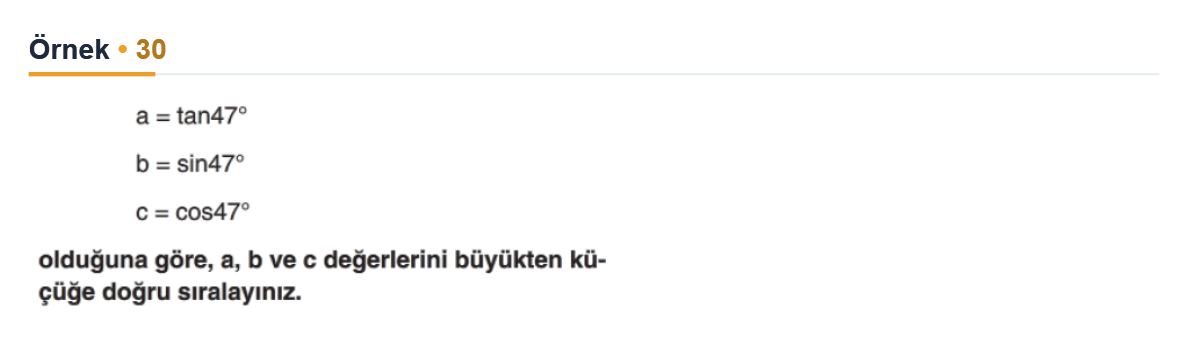 Örnek • 30
a = tan47°
b = sin47°
c = cos47°
olduğuna göre, a, b ve c değerlerini büyükten kü-
çüğe doğru sıralayınız.